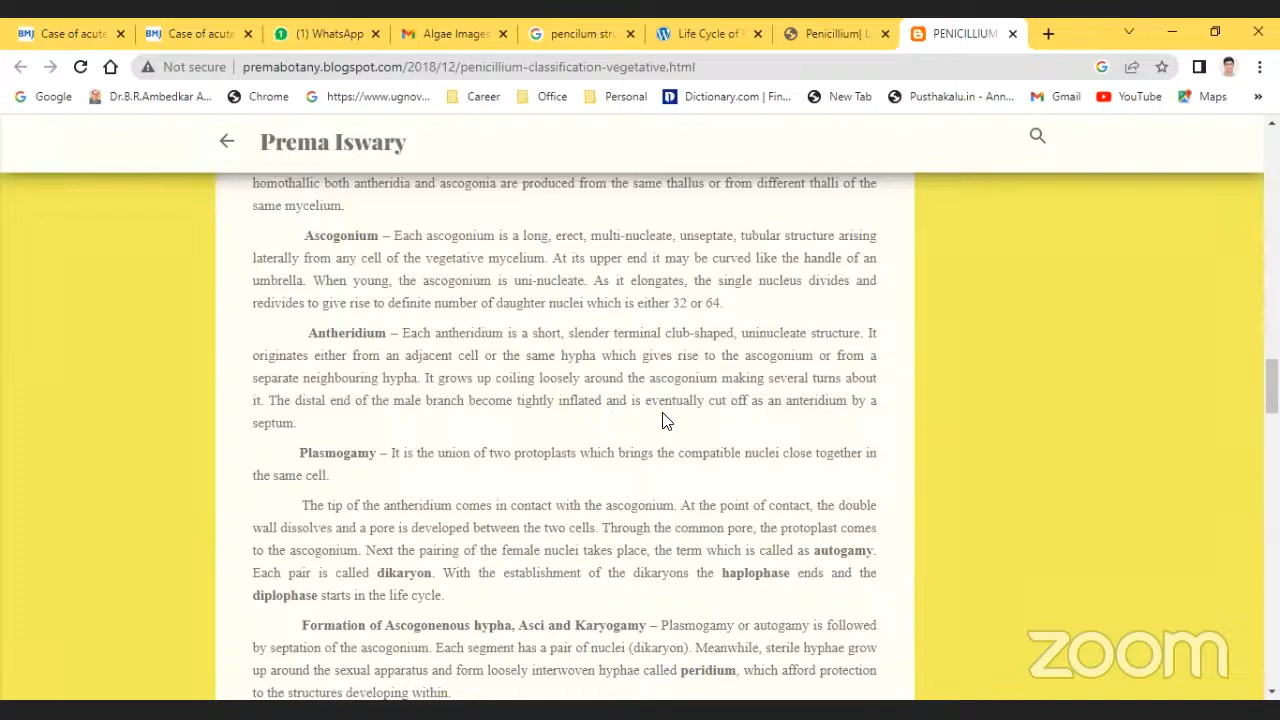 BMJ Case of acute
BMJ Case of acute
(1) WhatsApp
Algae Images
pencilum str
Life Cycle of
Penicillium| L
PENICILLIUM
Not secure premabotany.blogspot.com/2018/12/penicillium-classification-vegetative.html
Google Dr.B.R.Ambedkar A... Chrome https://www.ugnov... Career Office Personal Dictionary.com | Fin... New Tab Pusthakalu.in - Ann... Gmail YouTube Maps »
Prema Iswary
homothallic both antheridia and ascogonia are produced from the same thallus or from different thalli of the
same mycelium.
Ascogonium – Each ascogonium is a long, erect, multi-nucleate, unseptate, tubular structure arising
laterally from any cell of the vegetative mycelium. At its upper end it may be curved like the handle of an
umbrella. When young, the ascogonium is uni-nucleate. As it elongates, the single nucleus divides and
redivides to give rise to definite number of daughter nuclei which is either 32 or 64.
Antheridium – Each antheridium is a short, slender terminal club-shaped, uninucleate structure. It
originates either from an adjacent cell or the same hypha which gives rise to the ascogonium or from a
separate neighbouring hypha. It grows up coiling loosely around the ascogonium making several turns about
it. The distal end of the male branch become tightly inflated and is eventually cut off as an anteridium by a
septum.
Plasmogamy – It is the union of two protoplasts which brings the compatible nuclei close together in
the same cell.
The tip of the antheridium comes in contact with the ascogonium. At the point of contact, the double
wall dissolves and a pore is developed between the two cells. Through the common pore, the protoplast comes
to the ascogonium. Next the pairing of the female nuclei takes place, the term which is called as autogamy.
Each pair is called dikaryon. With the establishment of the dikaryons the haplophase ends and the
diplophase starts in the life cycle.
Formation of Ascogonenous hypha, Asci and Karyogamy – Plasmogamy or autogamy is followed
by septation of the ascogonium. Each segment has a pair of nuclei (dikaryon). Meanwhile, sterile hyphae grow
up around the sexual apparatus and form loosely interwoven hyphae called peridium, which afford protection
to the structures developing within.
zoom